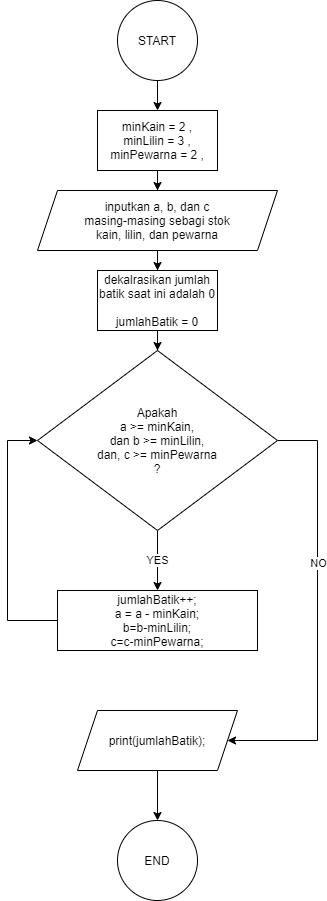 START
minKain = 2 ,
minLilin = 3 ,
minPewarna = 2 ,
inputkan a, b, dan c
masing-masing sebagi stok
kain, lilin, dan pewarna
dekalrasikan jumlah
batik saat ini adalah 0
jumlahBatik = 0
Apakah
a >= minKain,
dan b >= minLilin,
dan, c >= minPewarna
?
YES
NO
jumlahBatik++;
a = a - minKain;
b=b-minLilin;
c=c-minPewarna;
print(jumlahBatik);
END